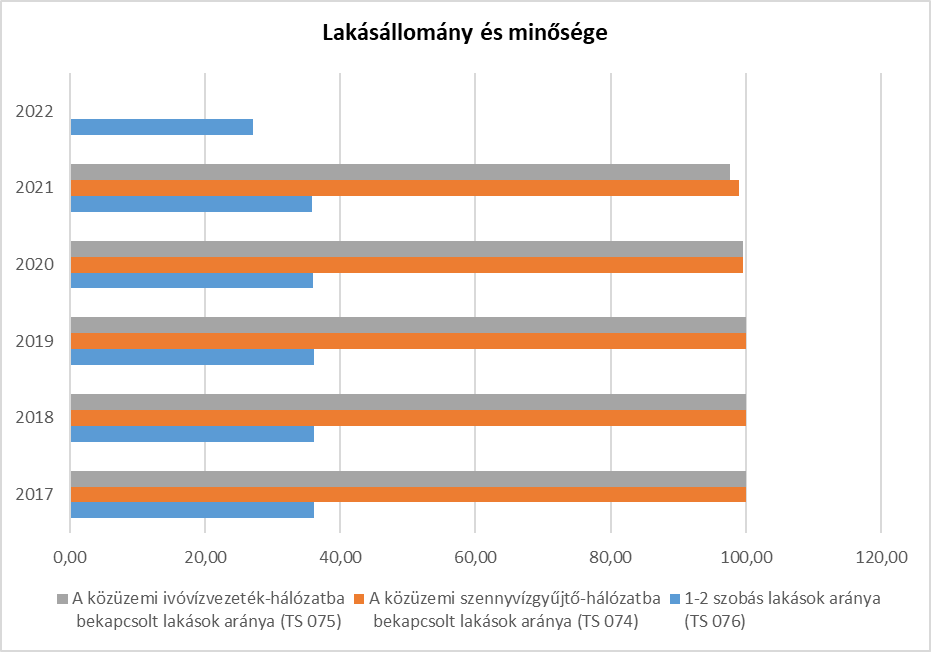 Lakásállomány és minősége
2022
2021
2020
2019
2018
2017
0,00 20,00 40,00 60,00 80,00 100,00 120,00
A közüzemi ivóvízvezeték-hálózatba bekapcsolt lakások aránya (TS 075)
A közüzemi szennyvízgyűjtő-hálózatba bekapcsolt lakások aránya (TS 074)
1-2 szobás lakások aránya (TS 076)